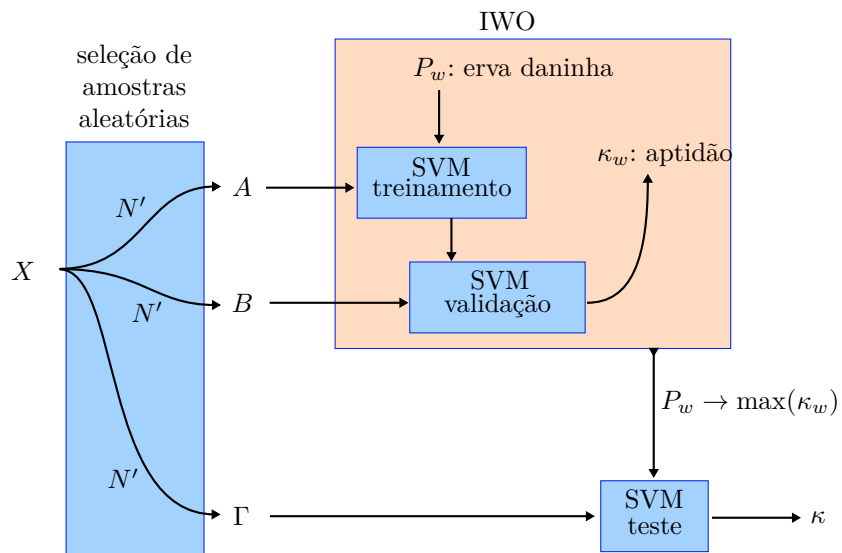 IWO
seleção de
amostras
aleatórias
P_w: erva daninha
SVM
treinamento
κ_w: aptidão
N′
A
X
SVM
validação
N′
B
P_w → max(κ_w)
N′
Γ
SVM
teste
κ